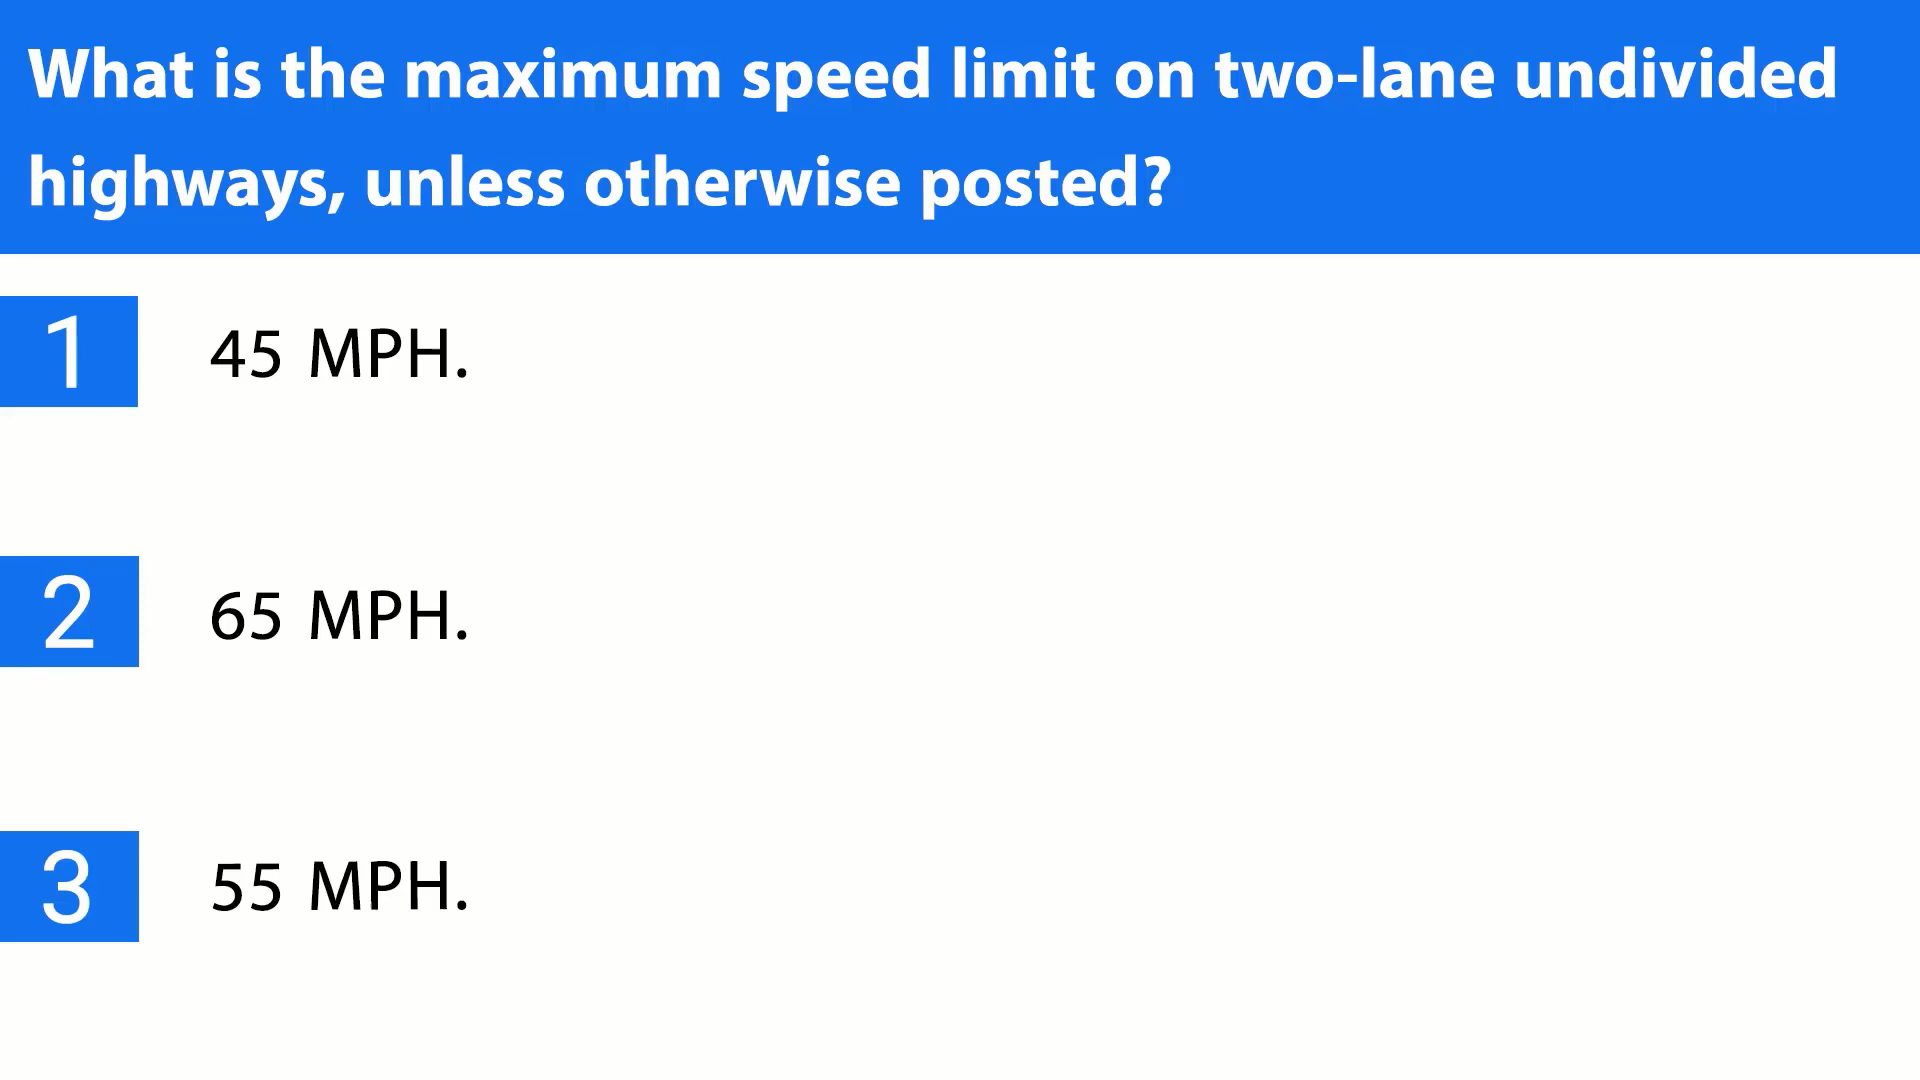 What is the maximum speed limit on two-lane undivided
highways, unless otherwise posted?
1 45 MPH.
2 65 MPH.
3 55 MPH.